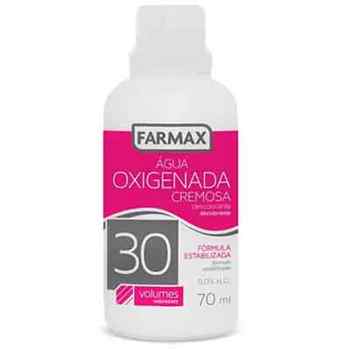 FARMAX
ÁGUA
OXIGENADA
CREMOSA
30
FÓRMULA
ESTABILIZADA
volumes
70 ml